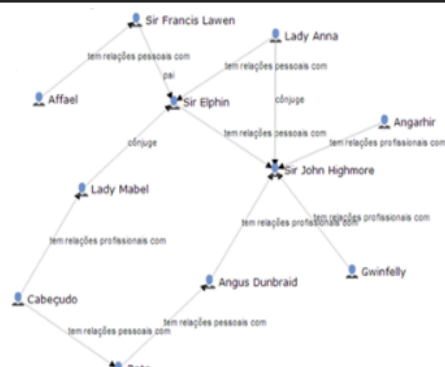 Sir Francis Lawen
Lady Anna
tem relações pessoais com
tem relações pessoais com
pai
Affael
Sir Elphin
cônjuge
Angarhir
tem relações pessoais com
tem relações profissionais com
cônjuge
Sir John Highmore
Lady Mabel
tem relações profissionais com
tem relações profissionais com
tem relações profissionais com
Gwinfelly
Angus Dunbraid
Cabeçudo
tem relações pessoais com
tem relações pessoais com